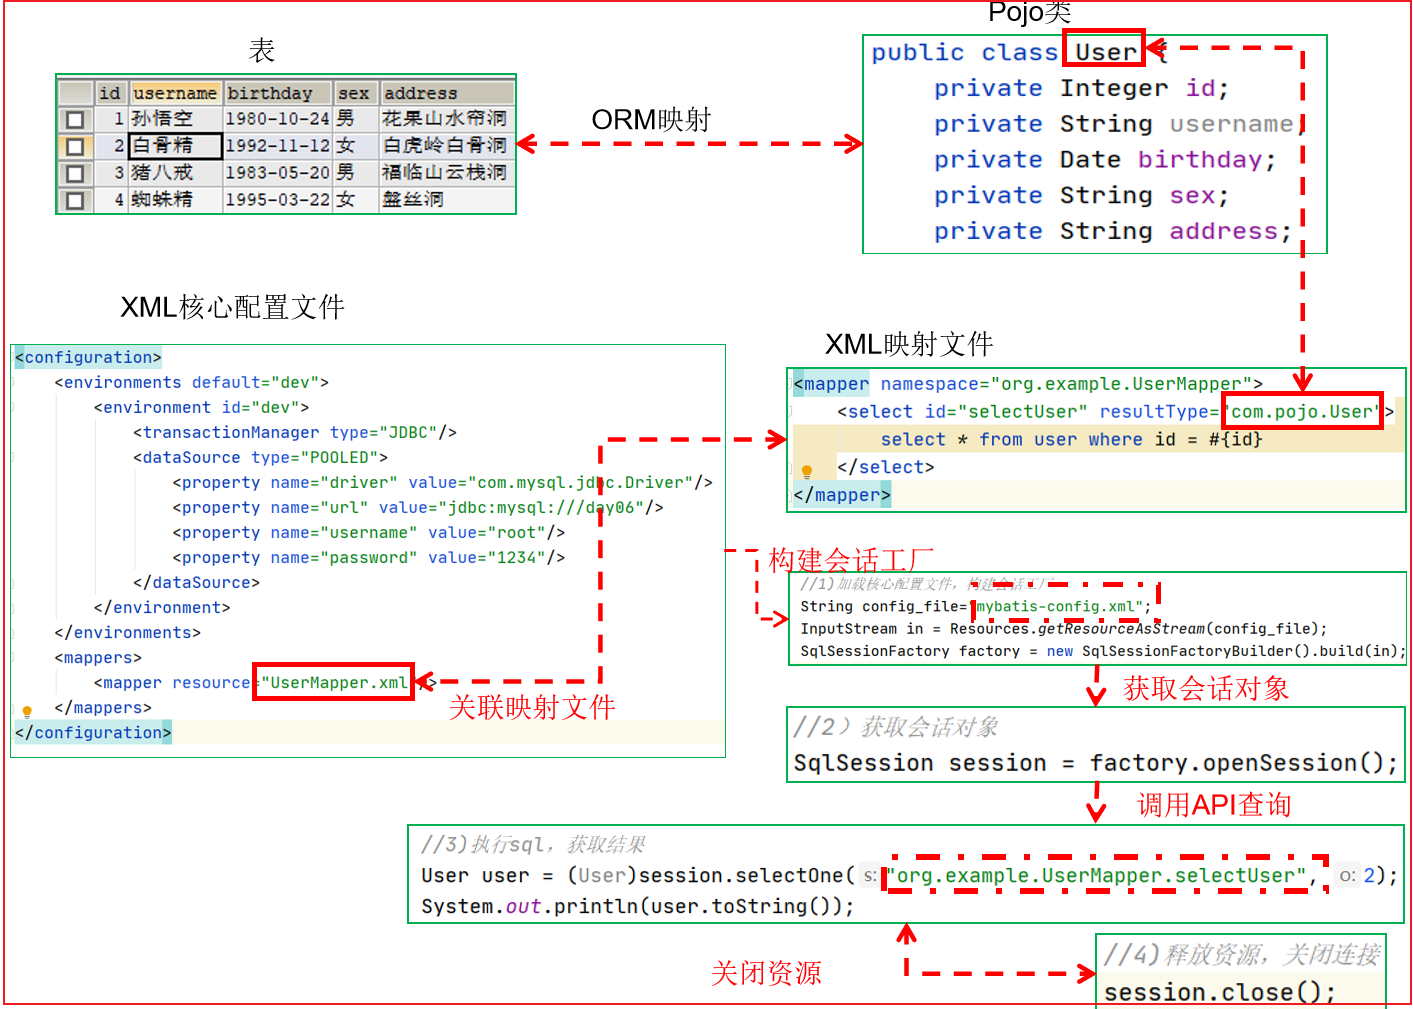 表
id username birthday sex address
1 孙悟空 1980-10-24 男 花果山水帘洞
2 白骨精 1992-11-12 女 白虎岭白骨洞
3 猪八戒 1983-05-20 男 福临山云栈洞
4 蜘蛛精 1995-03-22 女 盤丝洞
ORM映射
Pojo类
public class User {
private Integer id;
private String username;
private Date birthday;
private String sex;
private String address;
XML核心配置文件
<configuration>
<environments default="dev">
<environment id="dev">
<transactionManager type="JDBC"/>
<dataSource type="POOLED">
<property name="driver" value="com.mysql.jdbc.Driver"/>
<property name="url" value="jdbc:mysql:///day06"/>
<property name="username" value="root"/>
<property name="password" value="1234"/>
</dataSource>
</environment>
</environments>
<mappers>
<mapper resource="UserMapper.xml"/>
</mappers>
</configuration>
关联映射文件
XML映射文件
<mapper namespace="org.example.UserMapper">
<select id="selectUser" resultType="com.pojo.User">
select * from user where id = #{id}
</select>
</mapper>
构建会话工厂
//1)加载核心配置文件，构建会话工厂
String config_file="mybatis-config.xml";
InputStream in = Resources.getResourceAsStream(config_file);
SqlSessionFactory factory = new SqlSessionFactoryBuilder().build(in);
获取会话对象
//2）获取会话对象
SqlSession session = factory.openSession();
调用API查询
//3)执行sql，获取结果
User user = (User)session.selectOne( s: "org.example.UserMapper.selectUser", o: 2);
System.out.println(user.toString());
关闭资源
//4)释放资源，关闭连接
session.close();